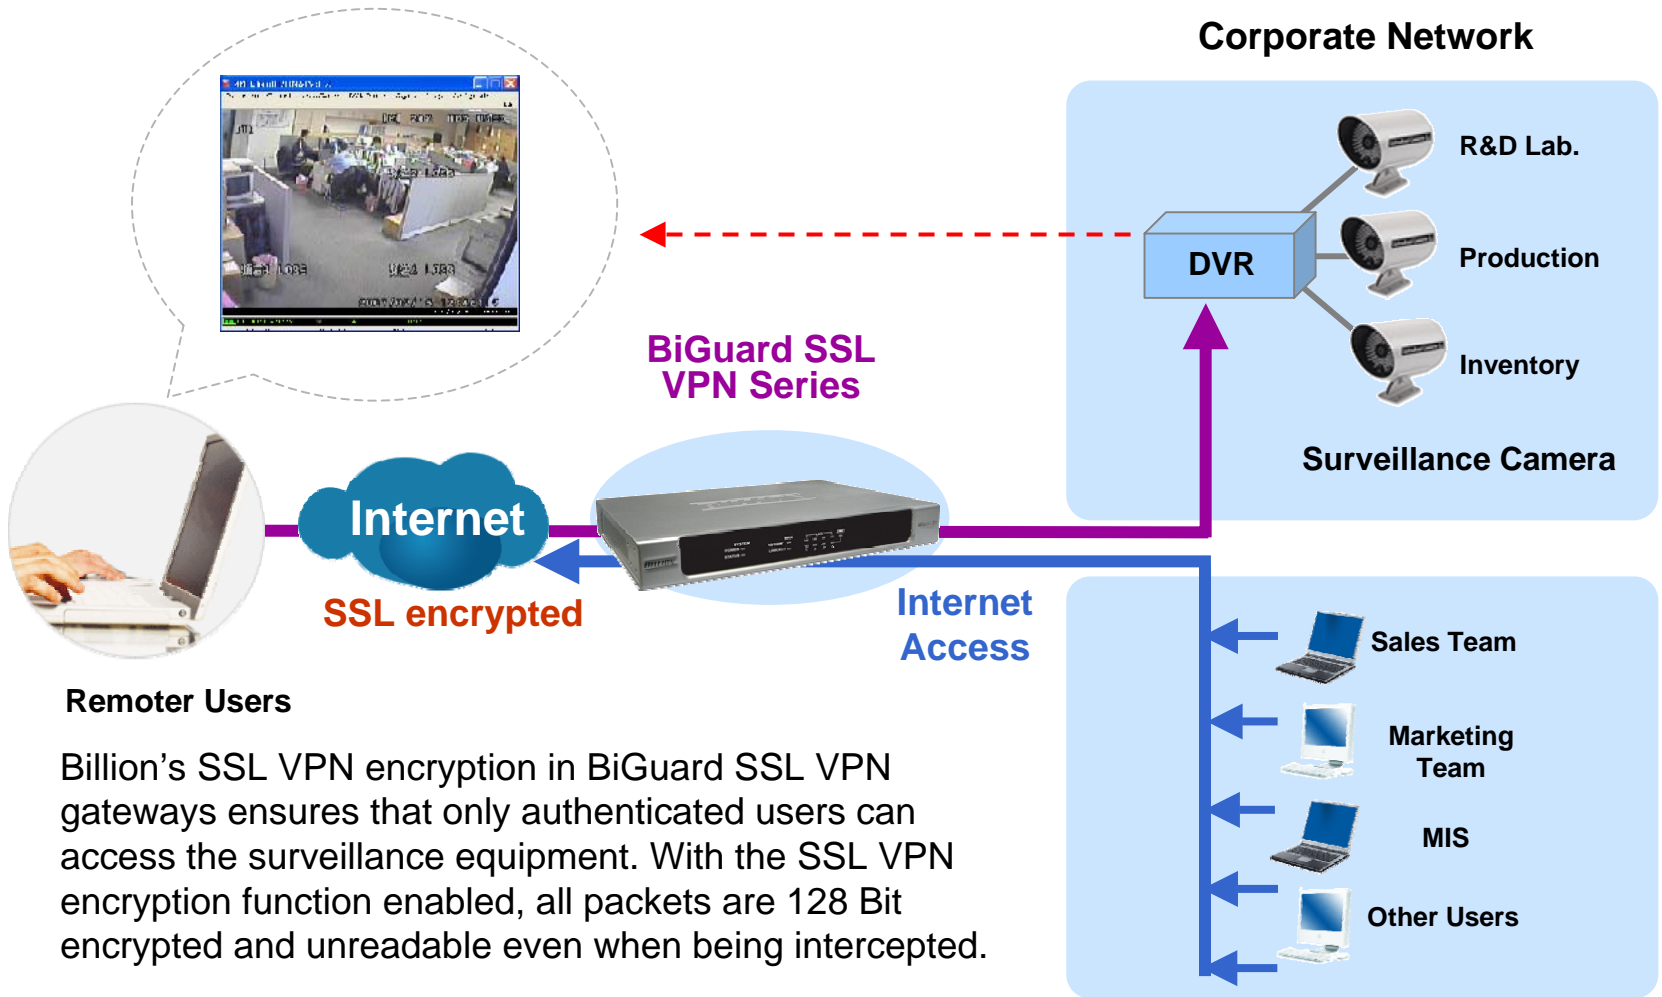 Corporate Network
R&D Lab.
DVR
Production
BiGuard SSL
VPN Series
Inventory
Surveillance Camera
Internet
SSL encrypted
Internet
Access
Sales Team
Remoter Users
Marketing
Team
MIS
Other Users
Billion’s SSL VPN encryption in BiGuard SSL VPN
gateways ensures that only authenticated users can
access the surveillance equipment. With the SSL VPN
encryption function enabled, all packets are 128 Bit
encrypted and unreadable even when being intercepted.